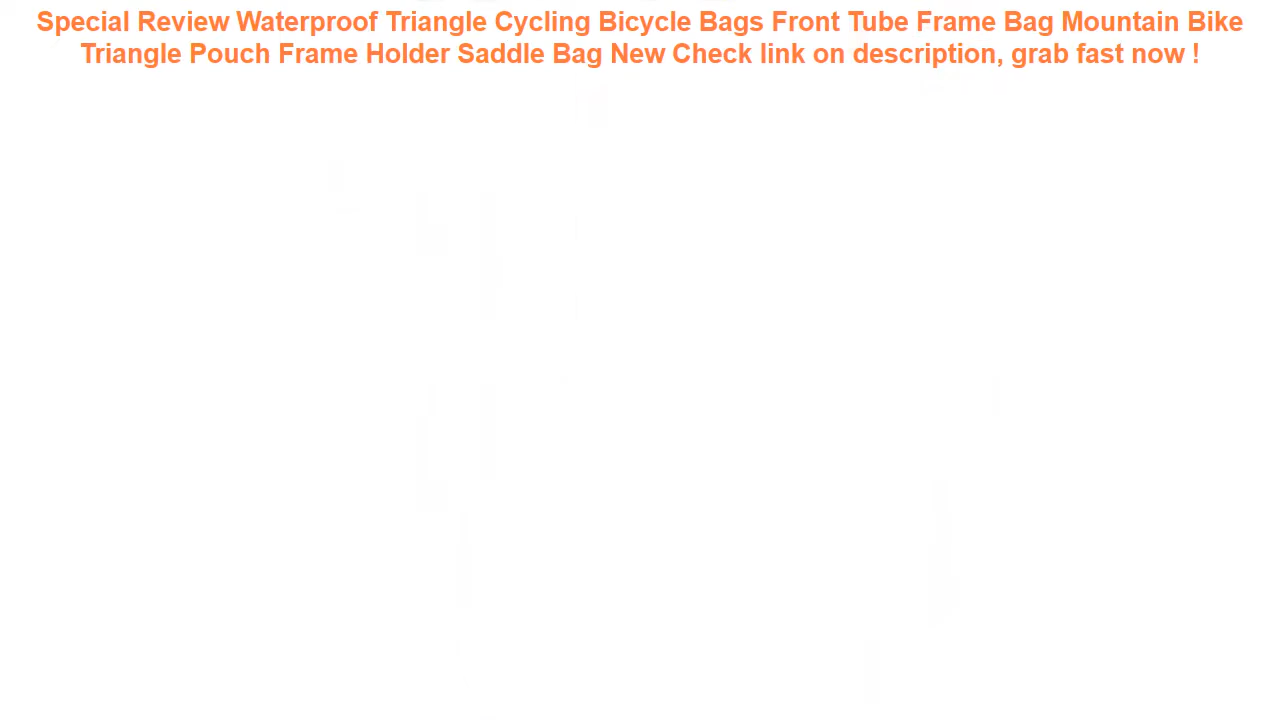 Special Review Waterproof Triangle Cycling Bicycle Bags Front Tube Frame Bag Mountain Bike
Triangle Pouch Frame Holder Saddle Bag New Check link on description, grab fast now !